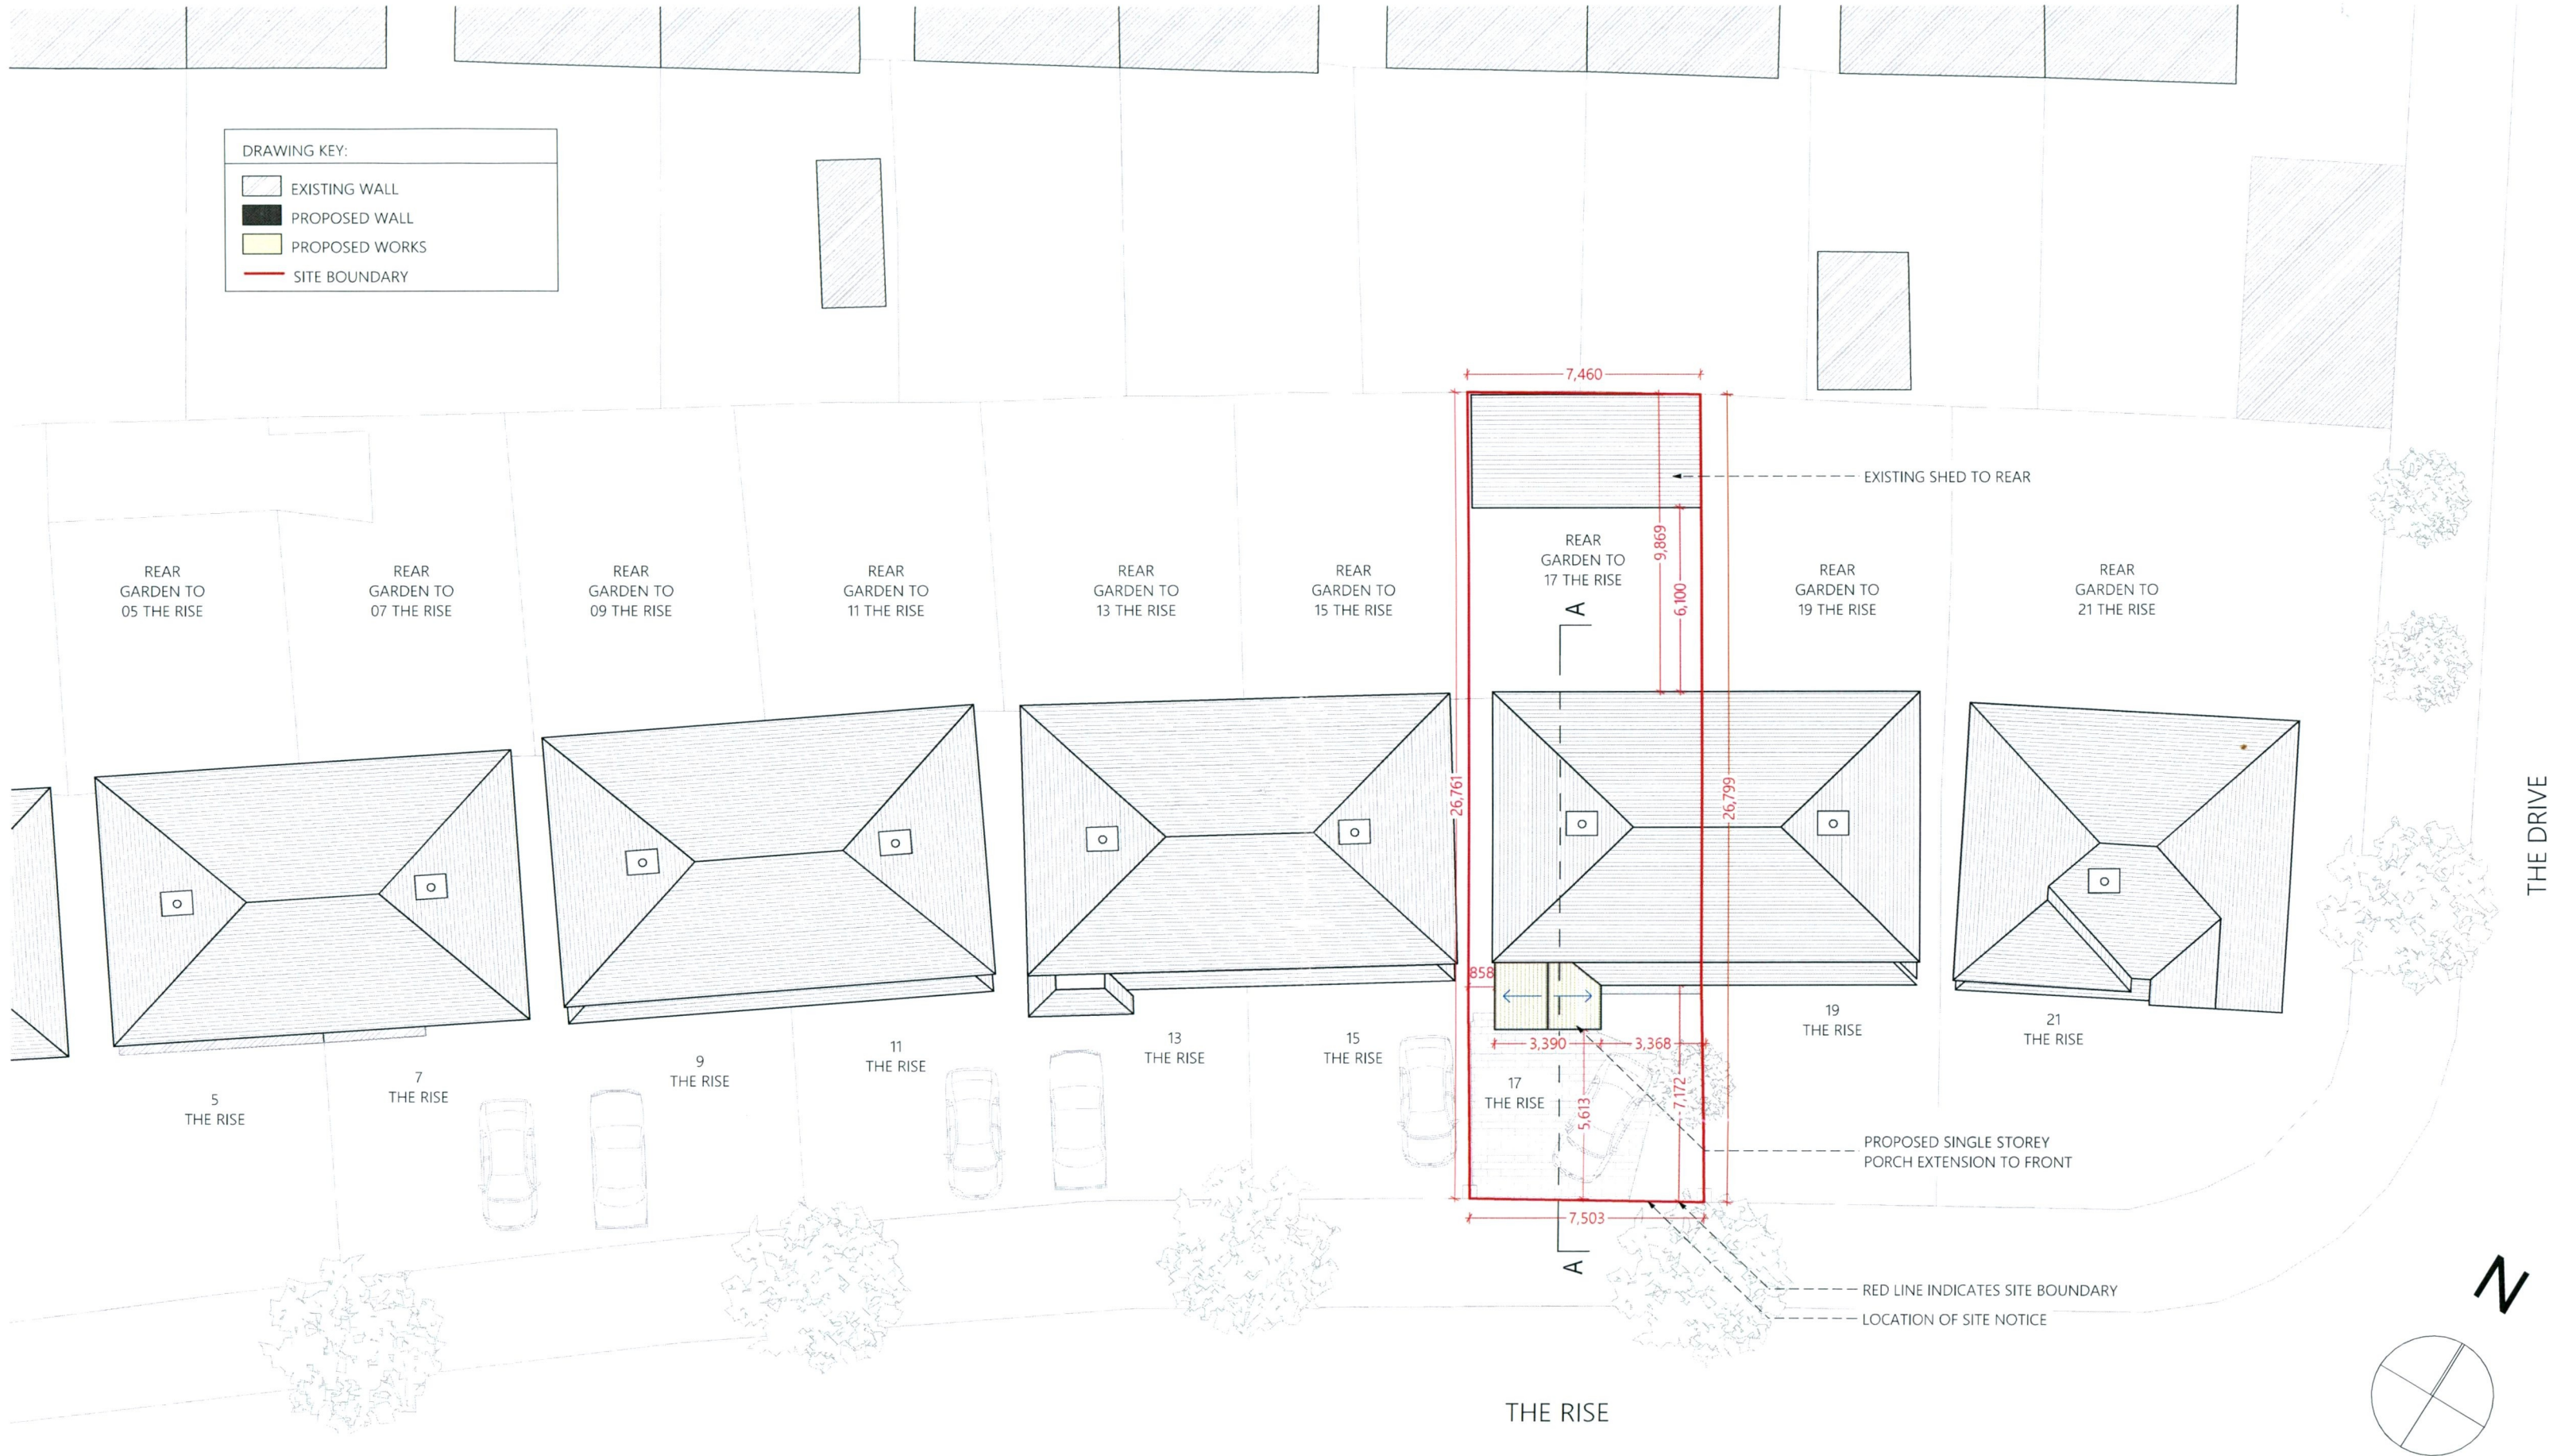 DRAWING KEY:
EXISTING WALL
PROPOSED WALL
PROPOSED WORKS
SITE BOUNDARY
7,460
EXISTING SHED TO REAR
9,869
6,100
REAR
GARDEN TO
05 THE RISE
REAR
GARDEN TO
07 THE RISE
REAR
GARDEN TO
09 THE RISE
REAR
GARDEN TO
11 THE RISE
REAR
GARDEN TO
13 THE RISE
REAR
GARDEN TO
15 THE RISE
REAR
GARDEN TO
17 THE RISE
REAR
GARDEN TO
19 THE RISE
REAR
GARDEN TO
21 THE RISE
A
26,761
26,799
THE DRIVE
858
3,390
3,368
5,613
7,172
5
THE RISE
7
THE RISE
9
THE RISE
11
THE RISE
13
THE RISE
15
THE RISE
17
THE RISE
19
THE RISE
21
THE RISE
PROPOSED SINGLE STOREY
PORCH EXTENSION TO FRONT
7,503
A
RED LINE INDICATES SITE BOUNDARY
LOCATION OF SITE NOTICE
N
THE RISE